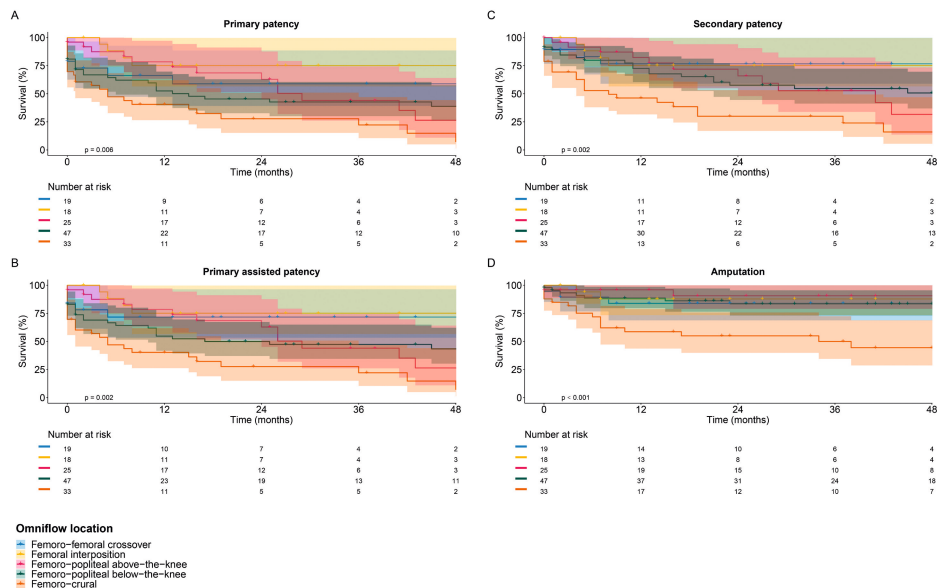 A
Primary patency
Survival (%)
100
75
50
25
0
0 12 24 36 48
p = 0.006
Time (months)
Number at risk
19 9 6 4 2
18 11 7 4 3
25 17 12 6 3
47 22 17 12 10
33 11 5 5 2
C
Secondary patency
Survival (%)
100
75
50
25
0
0 12 24 36 48
p = 0.002
Time (months)
Number at risk
19 11 8 4 2
18 11 7 4 3
25 17 12 6 3
47 30 22 16 13
33 13 6 5 2
B
Primary assisted patency
Survival (%)
100
75
50
25
0
0 12 24 36 48
p = 0.002
Time (months)
Number at risk
19 10 7 4 2
18 11 7 4 3
25 17 12 6 3
47 23 19 13 11
33 11 5 5 2
D
Amputation
Survival (%)
100
75
50
25
0
0 12 24 36 48
p < 0.001
Time (months)
Number at risk
19 14 10 6 4
18 13 8 6 4
25 19 15 10 8
47 37 31 24 18
33 17 12 10 7
Omniflow location
Femoro−femoral crossover
Femoral interposition
Femoro−popliteal above−the−knee
Femoro−popliteal below−the−knee
Femoro−crural